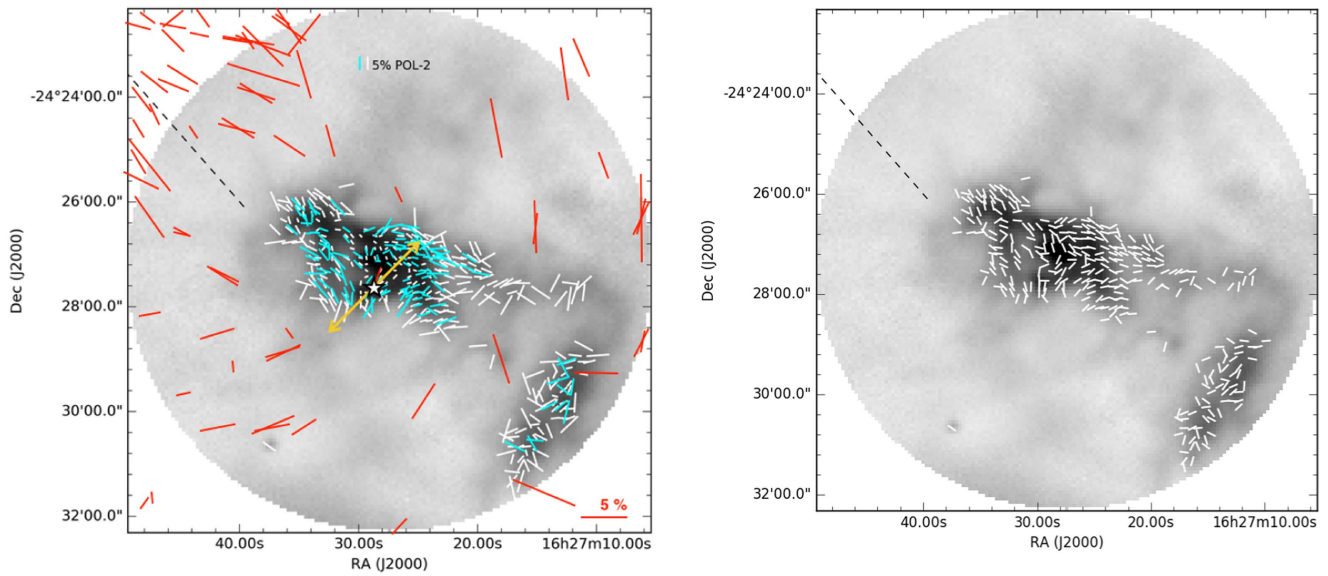 5% POL-2
-24°24'00.0"
26'00.0"
28'00.0"
30'00.0"
32'00.0"
Dec (J2000)
5 %
40.00s
30.00s
20.00s
16h27m10.00s
RA (J2000)
-24°24'00.0"
26'00.0"
28'00.0"
30'00.0"
32'00.0"
Dec (J2000)
40.00s
30.00s
20.00s
16h27m10.00s
RA (J2000)